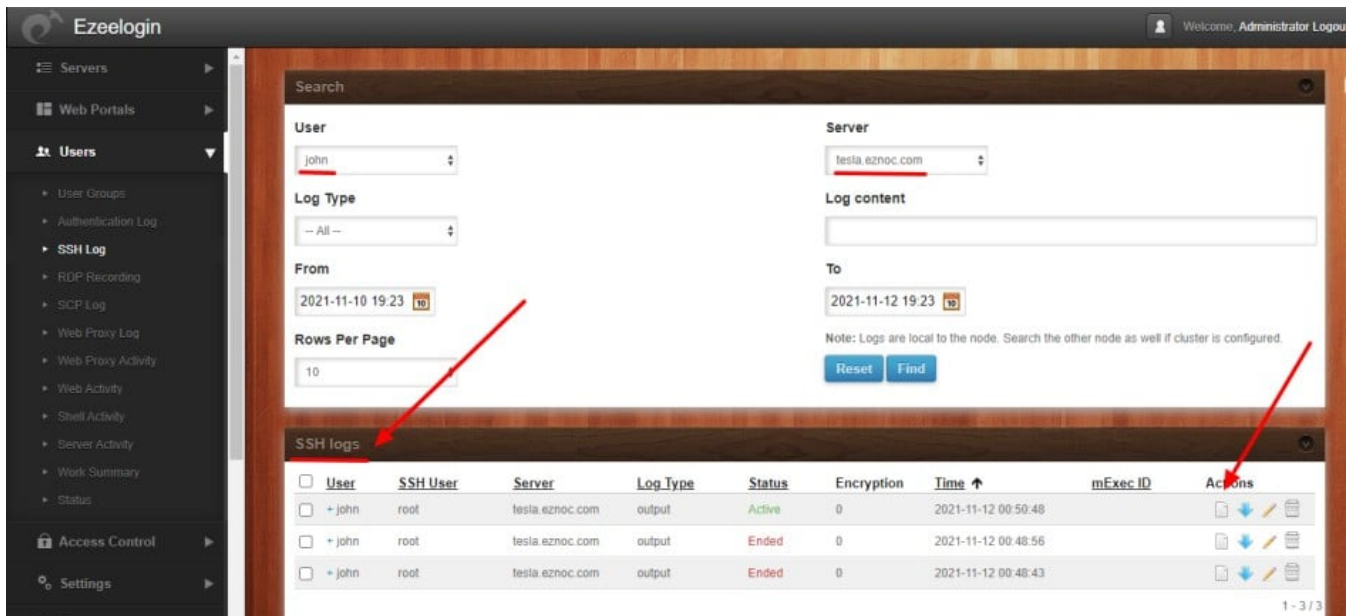 Ezeelogin
Welcome, Administrator Logou
Servers
Web Portals
Users
User Groups
Authentication Log
SSH Log
RDP Recording
SCP Log
Web Proxy Log
Web Proxy Activity
Web Activity
Shell Activity
Server Activity
Work Summary
Status
Access Control
Settings
Search
User
Server
john
tesla.eznoc.com
Log Type
Log content
-- All --
From
To
2021-11-10 19:23
2021-11-12 19:23
Rows Per Page
Note: Logs are local to the node. Search the other node as well if cluster is configured.
10
Reset Find
SSH logs
User SSH User Server Log Type Status Encryption Time mExec ID Actions
+ john root tesla.eznoc.com output Active 0 2021-11-12 00:50:48
+ john root tesla.eznoc.com output Ended 0 2021-11-12 00:48:56
+ john root tesla.eznoc.com output Ended 0 2021-11-12 00:48:43
1 - 3 / 3